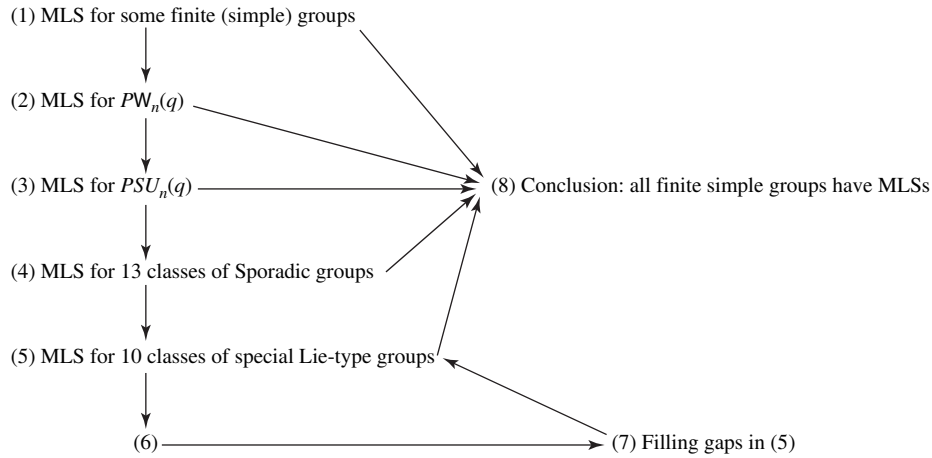 (1) MLS for some finite (simple) groups
(2) MLS for PWₙ(q)
(3) MLS for PSUₙ(q)
(8) Conclusion: all finite simple groups have MLSs
(4) MLS for 13 classes of Sporadic groups
(5) MLS for 10 classes of special Lie-type groups
(6)
(7) Filling gaps in (5)